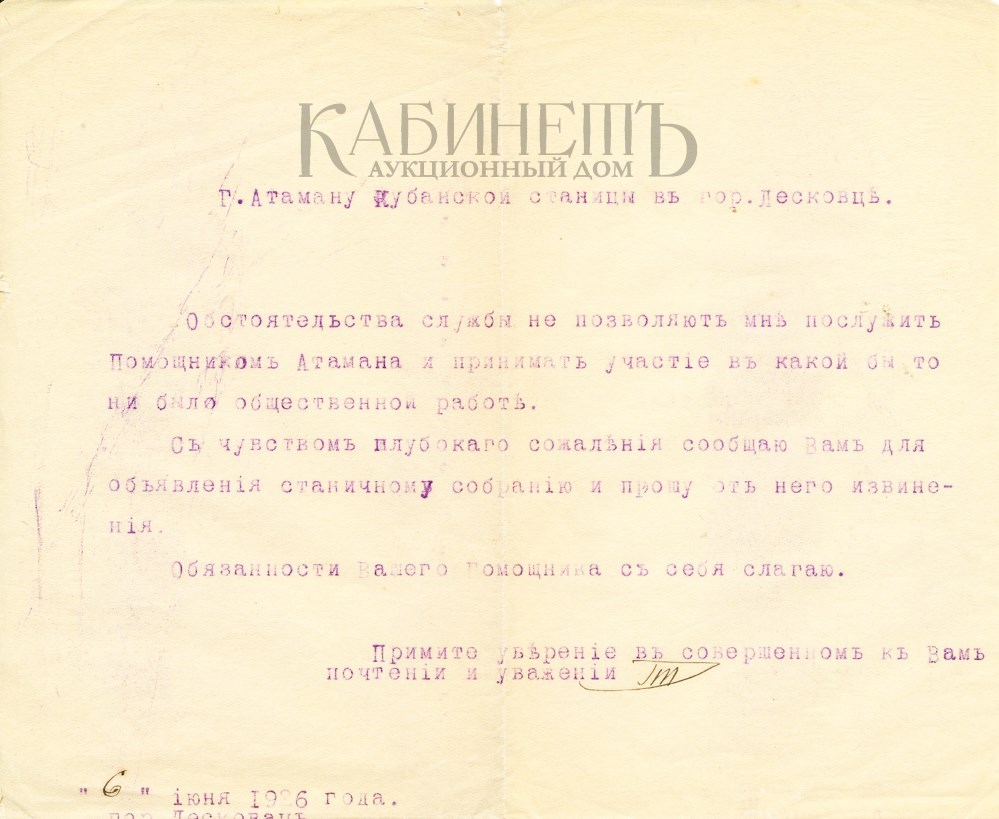 КАБИНЕТЪ
АУКЦИОННЫЙ ДОМ
Г.Атаману Кубанской станицы въ гор.Лесковцѣ.
Обстоятельства службы не позволяютъ мнѣ послужить
Помощникомъ Атамана и принимать участіе въ какой бы то
ни было общественной работѣ.
Съ чувствомъ глубокаго сожалѣнія сообщаю Вамъ для
объявленія станичному собранію и прошу отъ него извине-
нія.
Обязанности Вашего Помощника съ себя слагаю.
Примите увѣреніе въ совершенномъ къ Вамъ
почтеніи и уваженіи
"6" іюня 1926 года.
гор.Лесковацъ